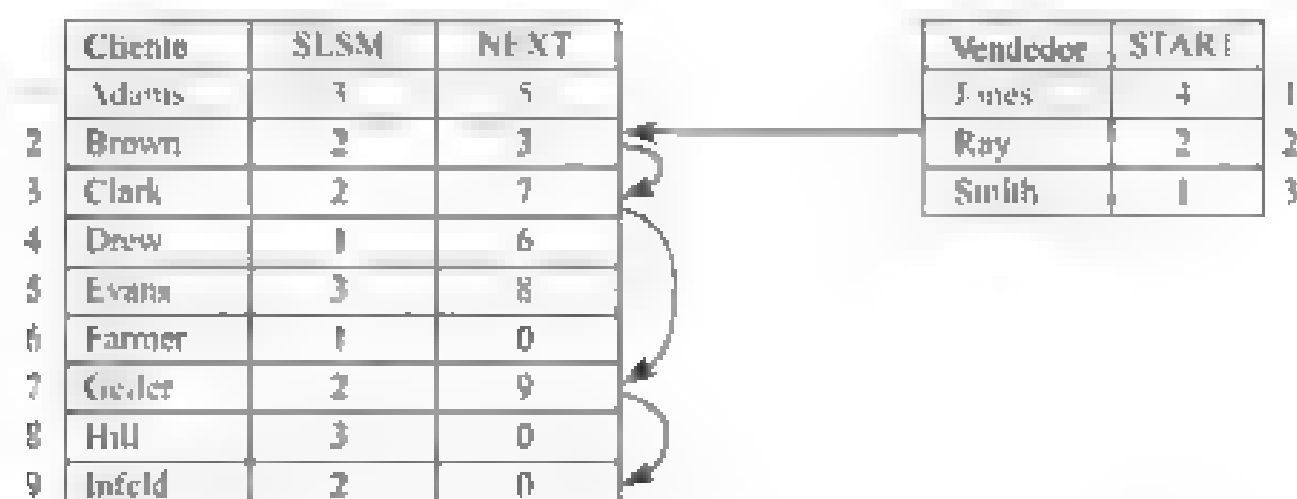 Cliente SLSM NEXT
Adams 3 5
2 Brown 2 3
3 Clark 2 7
4 Drew 1 6
5 Evans 3 8
6 Farmer 1 0
7 2 9
8 Hill 3 0
9 Infeld 2 0
Vendedor START
Jones 4 1
Ray 2 2
Smith 1 3